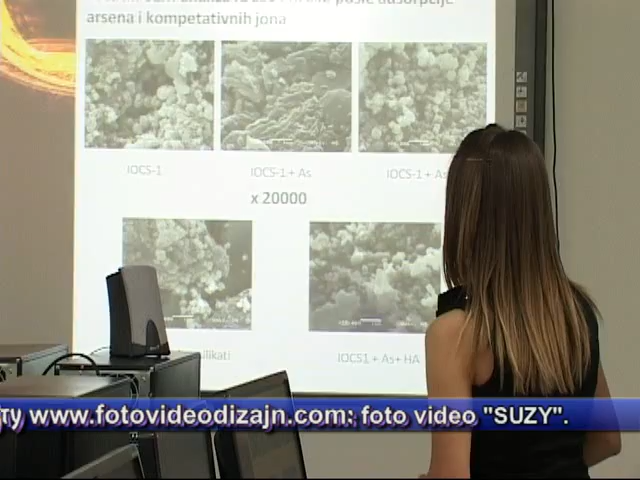 arsena i kompetativnih jona
IOCS-1
IOCS-1 + As
IOCS-1 + As
x 20000
IOCS1 + As+ HA
www.fotovideodizajn.com: foto video "SUZY".